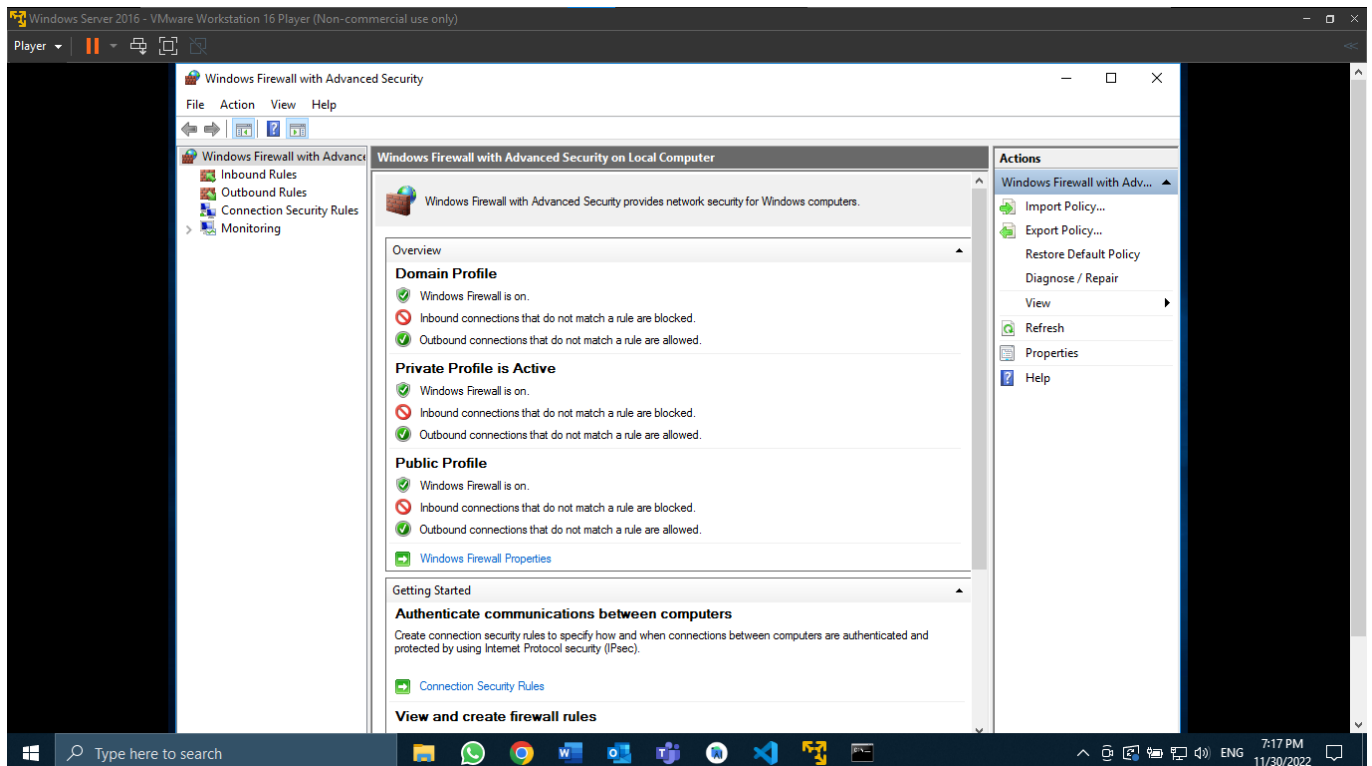 Windows Server 2016 - VMware Workstation 16 Player (Non-commercial use only)
Player
Windows Firewall with Advanced Security
File Action View Help
Windows Firewall with Advance
Inbound Rules
Outbound Rules
Connection Security Rules
Monitoring
Windows Firewall with Advanced Security on Local Computer
Windows Firewall with Advanced Security provides network security for Windows computers.
Overview
Domain Profile
Windows Firewall is on.
Inbound connections that do not match a rule are blocked.
Outbound connections that do not match a rule are allowed.
Private Profile is Active
Windows Firewall is on.
Inbound connections that do not match a rule are blocked.
Outbound connections that do not match a rule are allowed.
Public Profile
Windows Firewall is on.
Inbound connections that do not match a rule are blocked.
Outbound connections that do not match a rule are allowed.
Windows Firewall Properties
Getting Started
Authenticate communications between computers
Create connection security rules to specify how and when connections between computers are authenticated and
protected by using Internet Protocol security (IPsec).
Connection Security Rules
View and create firewall rules
Actions
Windows Firewall with Adv...
Import Policy...
Export Policy...
Restore Default Policy
Diagnose / Repair
View
Refresh
Properties
Help
Type here to search
ENG
7:17 PM
11/30/2022